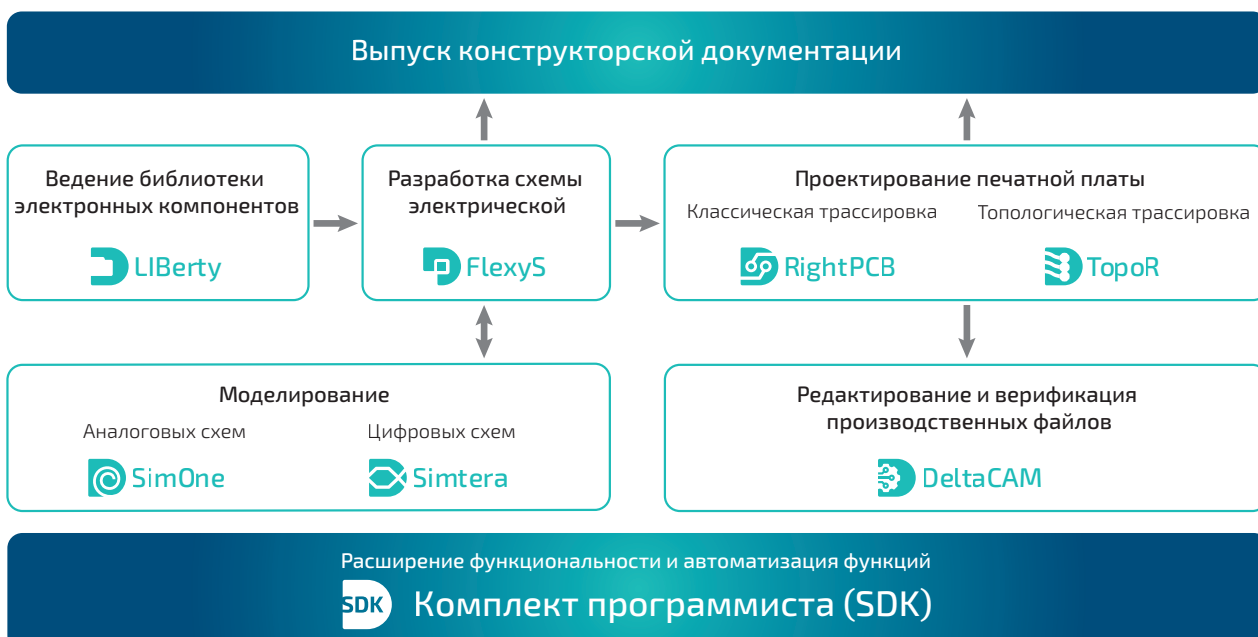 Выпуск конструкторской документации
Ведение библиотеки
электронных компонентов
LIBerty
Разработка схемы
электрической
FlexyS
Проектирование печатной платы
Классическая трассировка
RightPCB
Топологическая трассировка
TopoR
Моделирование
Аналоговых схем
SimOne
Цифровых схем
Simtera
Редактирование и верификация
производственных файлов
DeltaCAM
Расширение функциональности и автоматизация функций
SDK Комплект программиста (SDK)